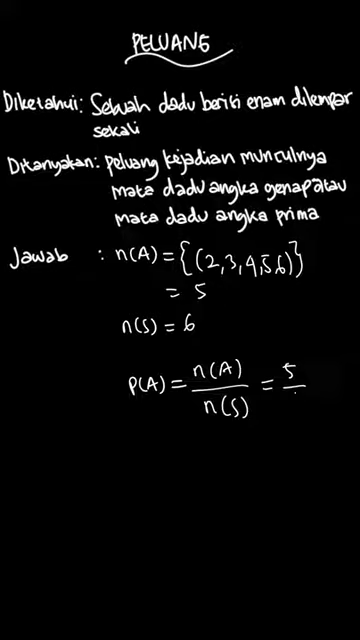 PELUANG
Diketahui: Sebuah dadu berisi enam dilempar
sekali
Ditanyakan: peluang kejadian munculnya
mata dadu angka genap atau
mata dadu angka prima
Jawab : n(A) = {(2,3,4,5,6)}
= 5
n(S) = 6
P(A) = n(A) / n(S) = 5 /